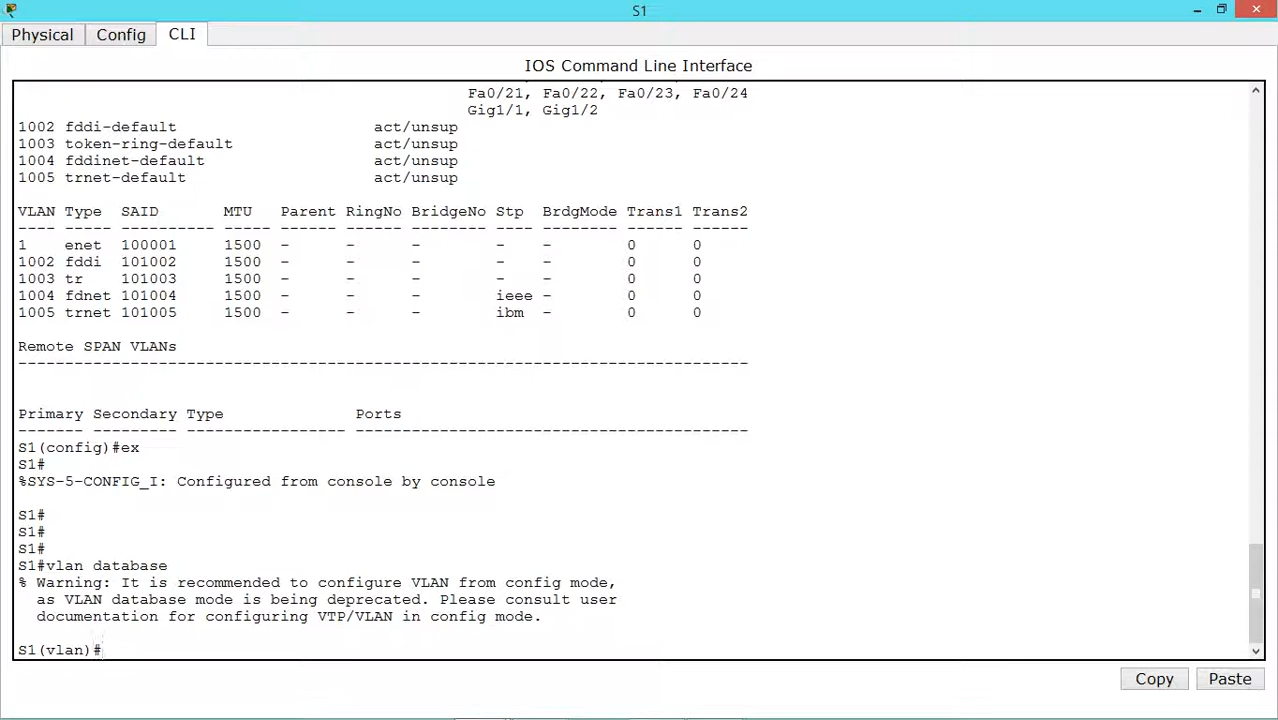 S1
Physical Config CLI
IOS Command Line Interface
Fa0/21, Fa0/22, Fa0/23, Fa0/24
Gig1/1, Gig1/2
1002 fddi-default act/unsup
1003 token-ring-default act/unsup
1004 fddinet-default act/unsup
1005 trnet-default act/unsup
VLAN Type SAID MTU Parent RingNo BridgeNo Stp BrdgMode Trans1 Trans2
---- ----- ---------- ----- ------ ------ -------- ---- -------- ------ ------
1 enet 100001 1500 - - - - - 0 0
1002 fddi 101002 1500 - - - - - 0 0
1003 tr 101003 1500 - - - - - 0 0
1004 fdnet 101004 1500 - - - ieee - 0 0
1005 trnet 101005 1500 - - - ibm - 0 0
Remote SPAN VLANs
------------------------------------------------------------------------------
Primary Secondary Type Ports
------- --------- ----------------- ------------------------------------------
S1(config)#ex
S1#
%SYS-5-CONFIG_I: Configured from console by console
S1#
S1#
S1#
S1#vlan database
% Warning: It is recommended to configure VLAN from config mode,
as VLAN database mode is being deprecated. Please consult user
documentation for configuring VTP/VLAN in config mode.
S1(vlan)#
Copy Paste